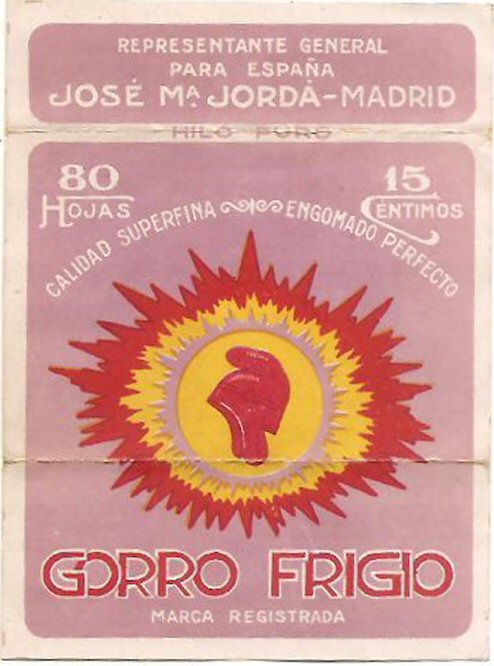 REPRESENTANTE GENERAL
PARA ESPAÑA
JOSÉ Mª JORDÁ-MADRID
HILO PURO
80
HOJAS
15
CÉNTIMOS
CALIDAD SUPERFINA ENGOMADO PERFECTO
GORRO FRIGIO
MARCA REGISTRADA